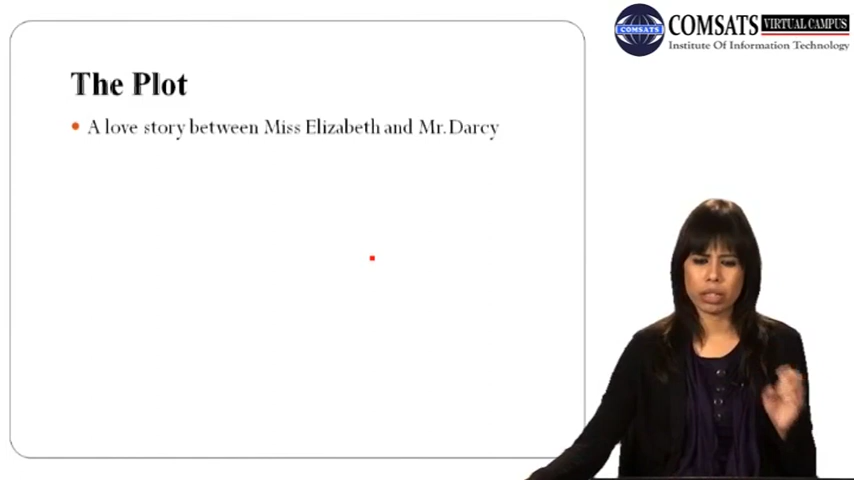 COMSATS VIRTUAL CAMPUS
COMSATS
Institute Of Information Technology
The Plot
• A love story between Miss Elizabeth and Mr. Darcy